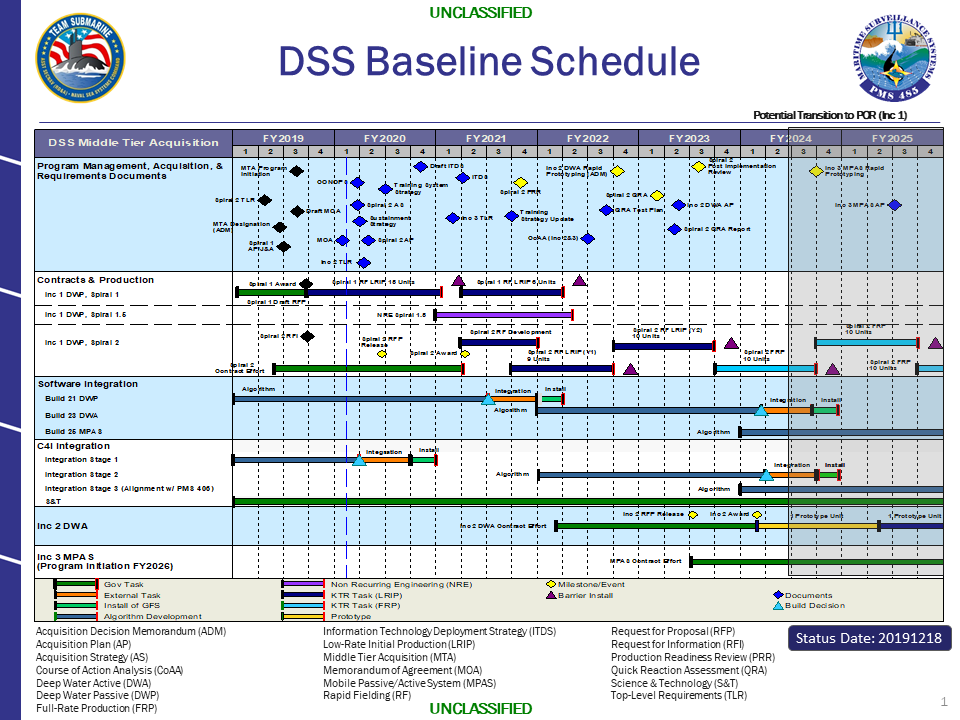 UNCLASSIFIED
TEAM SUBMARINE
DSS Baseline Schedule
MARITIME SURVEILLANCE SYSTEMS
PMS 485
Potential Transition to POR (Inc 1)
DSS Middle Tier Acquisition
FY2019 FY2020 FY2021 FY2022 FY2023 FY2024 FY2025
1 2 3 4 1 2 3 4 1 2 3 4 1 2 3 4 1 2 3 4 1 2 3 4 1 2 3 4
Program Management, Acquisition, &
Requirements Documents
MTA Program
Initiation
Spiral 2 TLR
Draft MOA
MTA Designation
(ADM)
Spiral 1
AP/J&A
CONOPS
Draft ITDS
Training System
Strategy
Spiral 2 AS
Sustainment
Strategy
MOA
Spiral 2 AP
Inc 2 TLR
ITDS
Spiral 2 PRR
Inc 3 TLR
Training
Strategy Update
Inc 2 DWA Rapid
Prototyping (ADM)
QRA Test Plan
CoAA (Inc 2&3)
Spiral 2
Post Implementation
Review
Spiral 2 QRA
Inc 2 DWA AP
Spiral 2 QRA Report
Inc 3 MPAS Rapid
Prototyping
Inc 3 MPAS AP
Contracts & Production
Inc 1 DWP, Spiral 1
Spiral 1 Award
Spiral 1 RF LRIP, 15 Units
Spiral 1 RF LRIP 6 Units
Spiral 1 Draft RFP
Inc 1 DWP, Spiral 1.5
NRE Spiral 1.5
Inc 1 DWP, Spiral 2
Spiral 2 RFI
Spiral 2 RFP
Release
Spiral 2 Award
Spiral 2
Contract Effort
Spiral 2 RF Development
Spiral 2 RF LRIP (Y1)
9 Units
Spiral 2 RF LRIP (Y2)
10 Units
Spiral 2 FRP
10 Units
Spiral 2 FRP
10 Units
Spiral 2 FRP
10 Units
Software Integration
Build 21 DWP
Algorithm
Integration
Install
Build 23 DWA
Algorithm
Integration
Install
Build 25 MPAS
Algorithm
C4I Integration
Integration Stage 1
Integration
Install
Integration Stage 2
Algorithm
Integration
Install
Integration Stage 3 (Alignment w/ PMS 406)
Algorithm
S&T
Inc 2 DWA
Inc 2 DWA Contract Effort
Inc 2 RFP Release
Inc 2 Award
1 Prototype Unit
1 Prototype Unit
Inc 3 MPAS
(Program Initiation FY2026)
MPAS Contract Effort
Gov Task
External Task
Install of GFS
Algorithm Development
Non Recurring Engineering (NRE)
KTR Task (LRIP)
KTR Task (FRP)
Prototype
Milestone/Event
Barrier Install
Documents
Build Decision
Acquisition Decision Memorandum (ADM)
Acquisition Plan (AP)
Acquisition Strategy (AS)
Course of Action Analysis (CoAA)
Deep Water Active (DWA)
Deep Water Passive (DWP)
Full-Rate Production (FRP)
Information Technology Deployment Strategy (ITDS)
Low-Rate Initial Production (LRIP)
Middle Tier Acquisition (MTA)
Memorandum of Agreement (MOA)
Mobile Passive/Active System (MPAS)
Rapid Fielding (RF)
Request for Proposal (RFP)
Request for Information (RFI)
Production Readiness Review (PRR)
Quick Reaction Assessment (QRA)
Science & Technology (S&T)
Top-Level Requirements (TLR)
Status Date: 20191218
UNCLASSIFIED
1